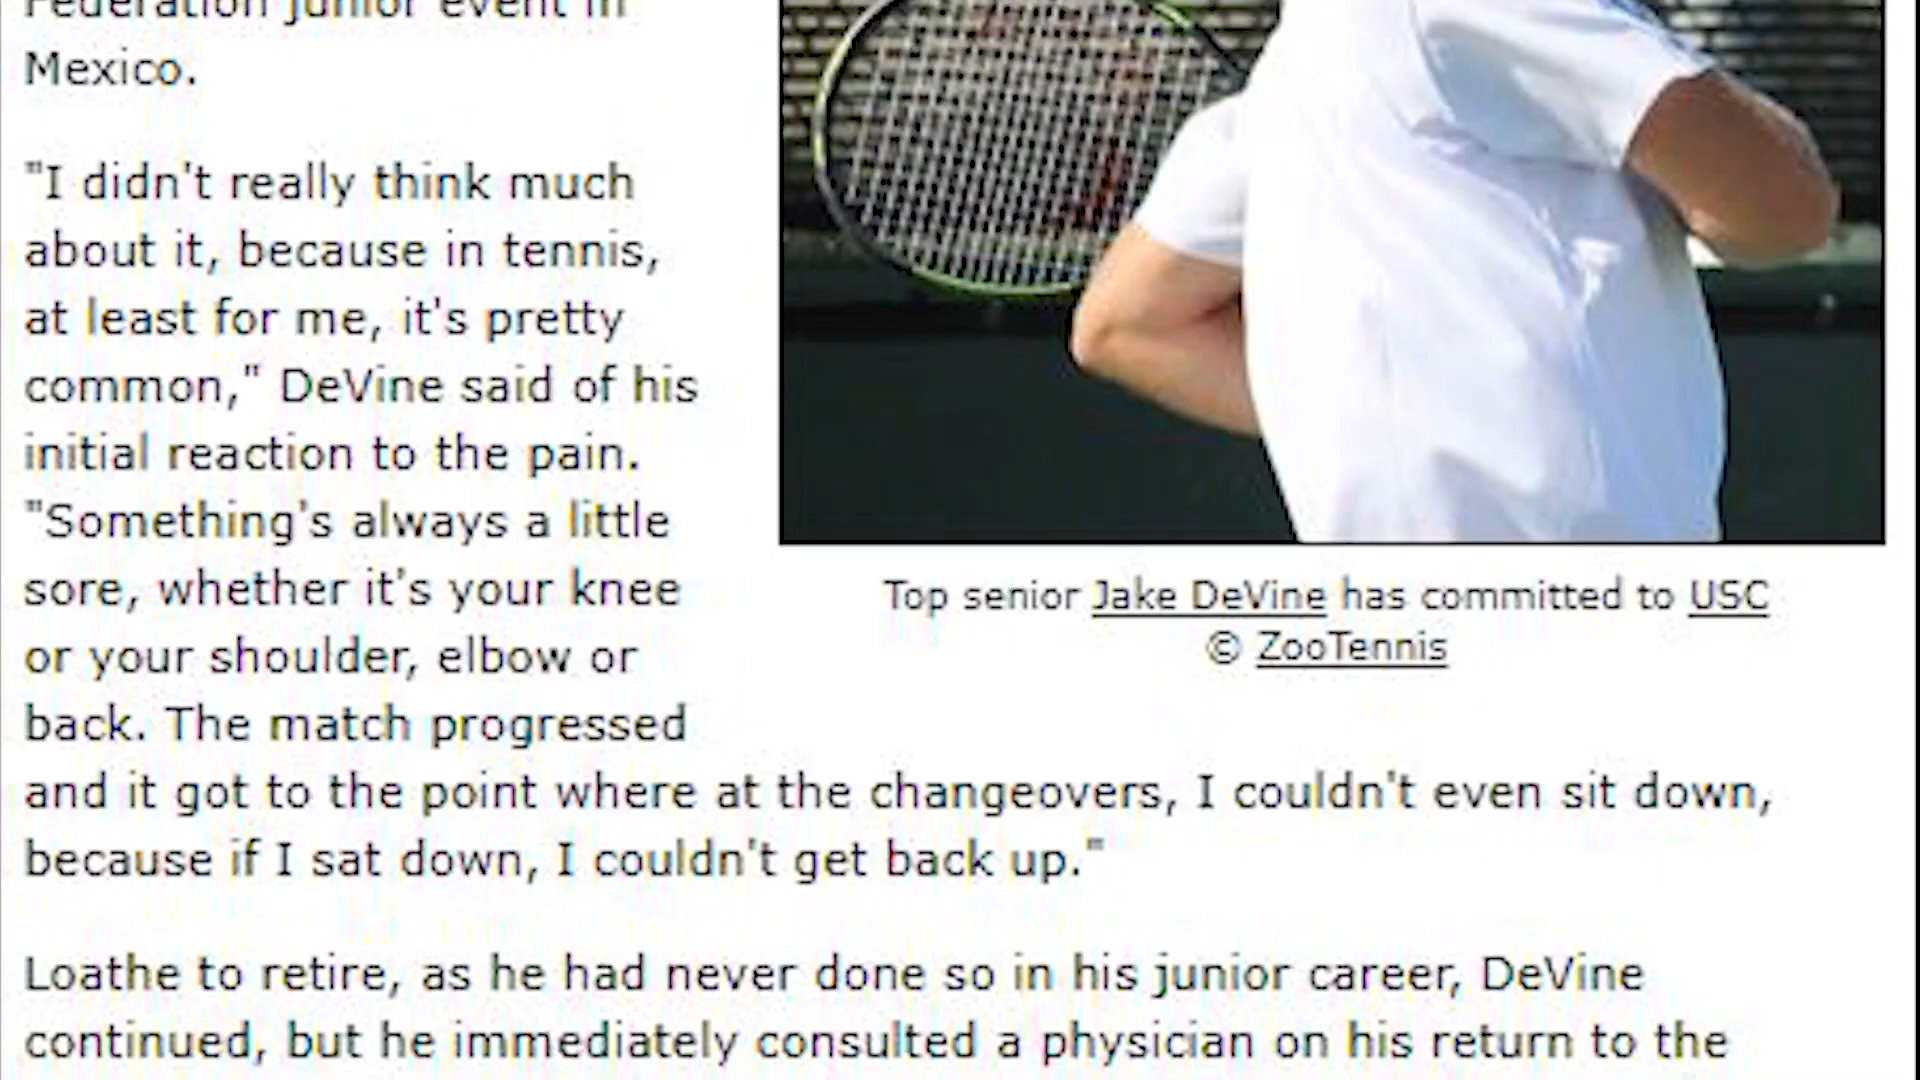 Federation junior event in
Mexico.
"I didn't really think much
about it, because in tennis,
at least for me, it's pretty
common," DeVine said of his
initial reaction to the pain.
"Something's always a little
sore, whether it's your knee
or your shoulder, elbow or
back. The match progressed
and it got to the point where at the changeovers, I couldn't even sit down,
because if I sat down, I couldn't get back up."
Loathe to retire, as he had never done so in his junior career, DeVine
continued, but he immediately consulted a physician on his return to the
Top senior Jake DeVine has committed to USC
© ZooTennis